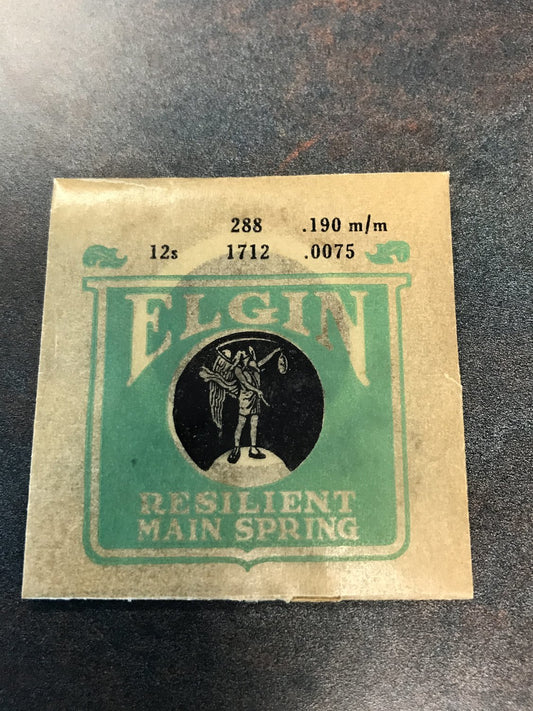 288 .190 m/m
12s 1712 .0075
ELGIN
RESILIENT
MAIN SPRING